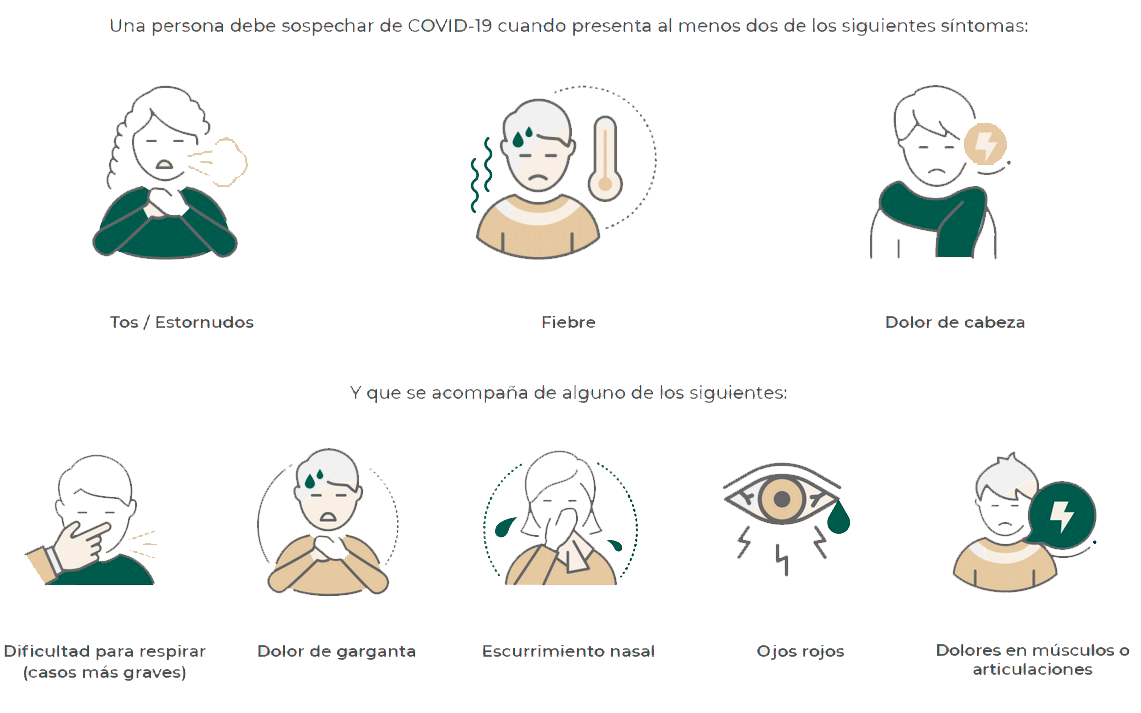 Una persona debe sospechar de COVID-19 cuando presenta al menos dos de los siguientes síntomas:
Tos / Estornudos
Fiebre
Dolor de cabeza
Y que se acompaña de alguno de los siguientes:
Dificultad para respirar
(casos más graves)
Dolor de garganta
Escurrimiento nasal
Ojos rojos
Dolores en músculos o
articulaciones